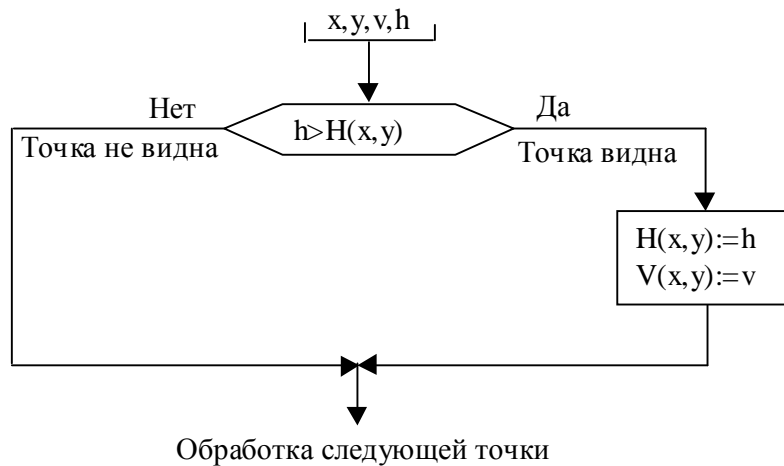 x,y,v,h
Нет
Да
h>H(x,y)
Точка не видна
Точка видна
H(x,y):=h
V(x,y):=v
Обработка следующей точки